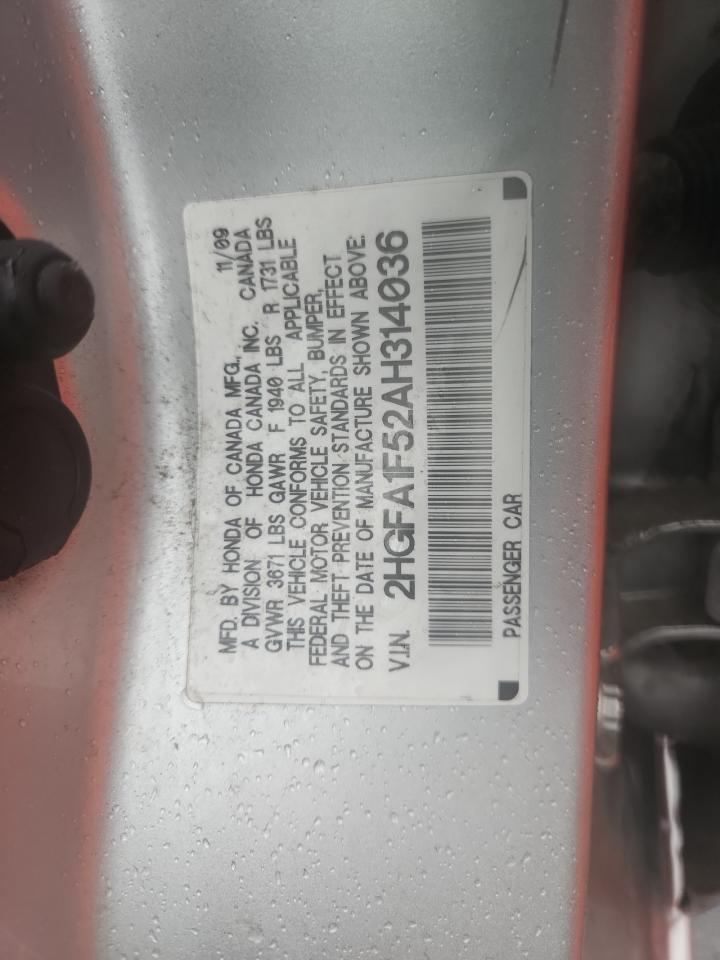 MFD. BY HONDA OF CANADA MFG., 11/09
A DIVISION OF HONDA CANADA INC. CANADA
GVWR 3671 LBS GAWR F 1940 LBS R 1731 LBS
THIS VEHICLE CONFORMS TO ALL APPLICABLE
FEDERAL MOTOR VEHICLE SAFETY, BUMPER,
AND THEFT PREVENTION STANDARDS IN EFFECT
ON THE DATE OF MANUFACTURE SHOWN ABOVE.
V.I.N. 2HGFA1F52AH314036
PASSENGER CAR